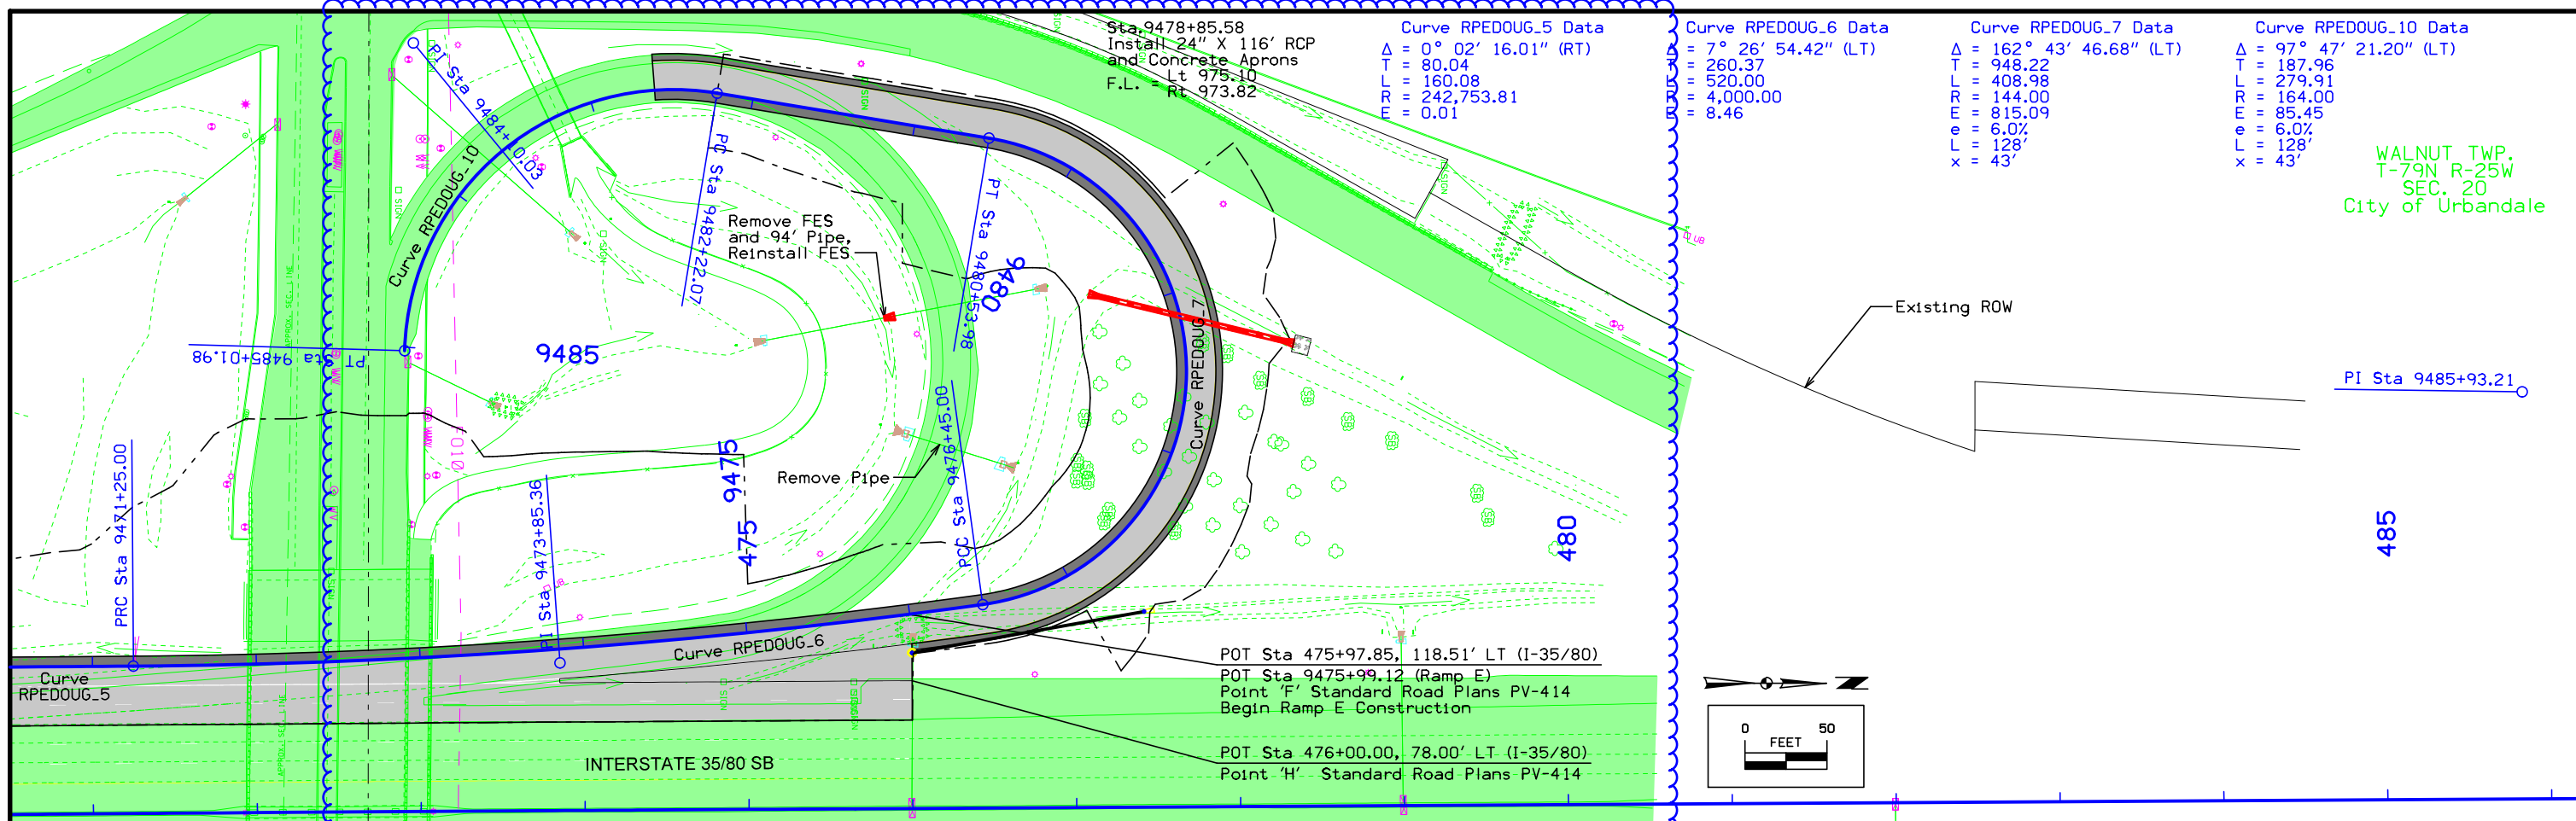 Sta.9478+85.58
Install 24" X 116' RCP
and Concrete Aprons
F.L. = Lt 975.10
Rt 973.82
Curve RPEDOUG_5 Data
Δ = 0° 02' 16.01" (RT)
T = 80.04
L = 160.08
R = 242,753.81
E = 0.01
Curve RPEDOUG_6 Data
Δ = 7° 26' 54.42" (LT)
T = 260.37
L = 520.00
R = 4,000.00
E = 8.46
Curve RPEDOUG_7 Data
Δ = 162° 43' 46.68" (LT)
T = 948.22
L = 408.98
R = 144.00
E = 815.09
e = 6.0%
L = 128'
x = 43'
Curve RPEDOUG_10 Data
Δ = 97° 47' 21.20" (LT)
T = 187.96
L = 279.91
R = 164.00
E = 85.45
e = 6.0%
L = 128'
x = 43'
WALNUT TWP.
T-79N R-25W
SEC. 20
City of Urbandale
Curve RPEDOUG_10
PC Sta 9482+22.07
PT Sta 9480+53.98
9480
Remove FES
and 94' Pipe,
Reinstall FES
Curve RPEDOUG_7
Existing ROW
PI Sta 9485+93.21
PT Sta 9485+01.98
9485
PRC Sta 9471+25.00
PI Sta 9473+85.36
9475
475
Remove Pipe
PCC Sta 9476+45.00
480
485
Curve RPEDOUG_6
Curve
RPEDOUG_5
POT Sta 475+97.85, 118.51' LT (I-35/80)
POT Sta 9475+99.12 (Ramp E)
Point 'F' Standard Road Plans PV-414
Begin Ramp E Construction
POT Sta 476+00.00, 78.00' LT (I-35/80)
Point 'H' Standard Road Plans PV-414
INTERSTATE 35/80 SB
0 50
FEET
APPROX. SEC. LINE
SIGN
SIGN
SIGN
SIGN
UB
UB